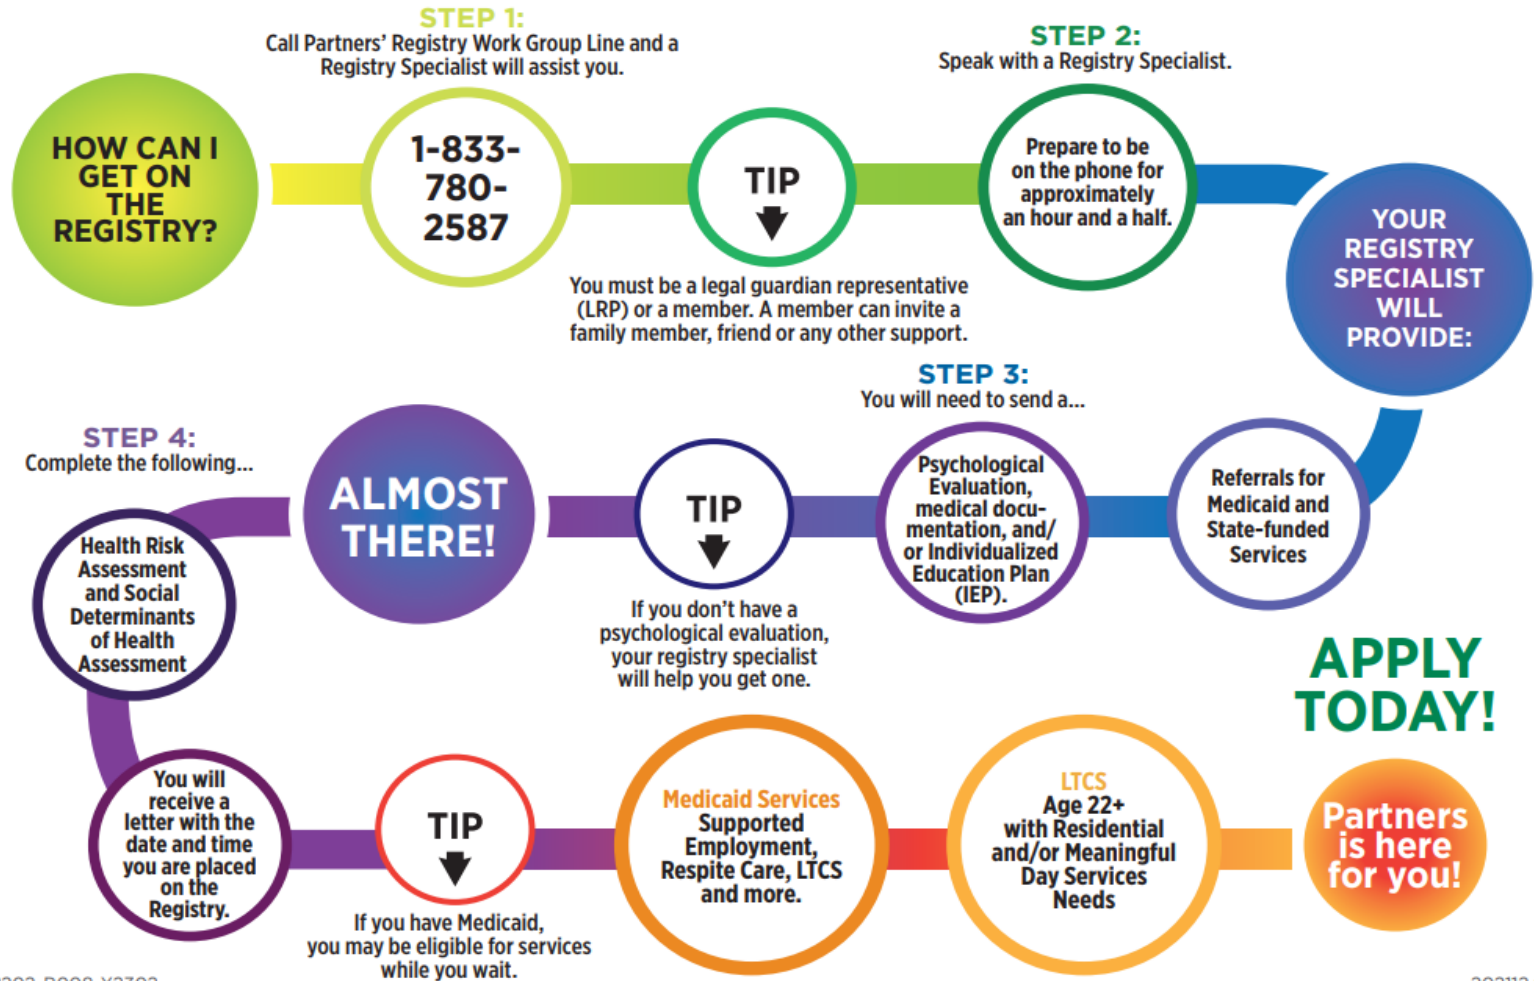 STEP 1:
Call Partners’ Registry Work Group Line and a
Registry Specialist will assist you.
STEP 2:
Speak with a Registry Specialist.
HOW CAN I
GET ON
THE
REGISTRY?
1-833-
780-
2587
TIP
You must be a legal guardian representative
(LRP) or a member. A member can invite a
family member, friend or any other support.
Prepare to be
on the phone for
approximately
an hour and a half.
YOUR
REGISTRY
SPECIALIST
WILL
PROVIDE:
Referrals for
Medicaid and
State-funded
Services
STEP 3:
You will need to send a...
Psychological
Evaluation,
medical docu-
mentation, and/
or Individualized
Education Plan
(IEP).
TIP
If you don’t have a
psychological evaluation,
your registry specialist
will help you get one.
ALMOST
THERE!
STEP 4:
Complete the following...
Health Risk
Assessment
and Social
Determinants
of Health
Assessment
You will
receive a
letter with the
date and time
you are placed
on the
Registry.
TIP
If you have Medicaid,
you may be eligible for services
while you wait.
Medicaid Services
Supported
Employment,
Respite Care, LTCS
and more.
LTCS
Age 22+
with Residential
and/or Meaningful
Day Services
Needs
APPLY
TODAY!
Partners
is here
for you!